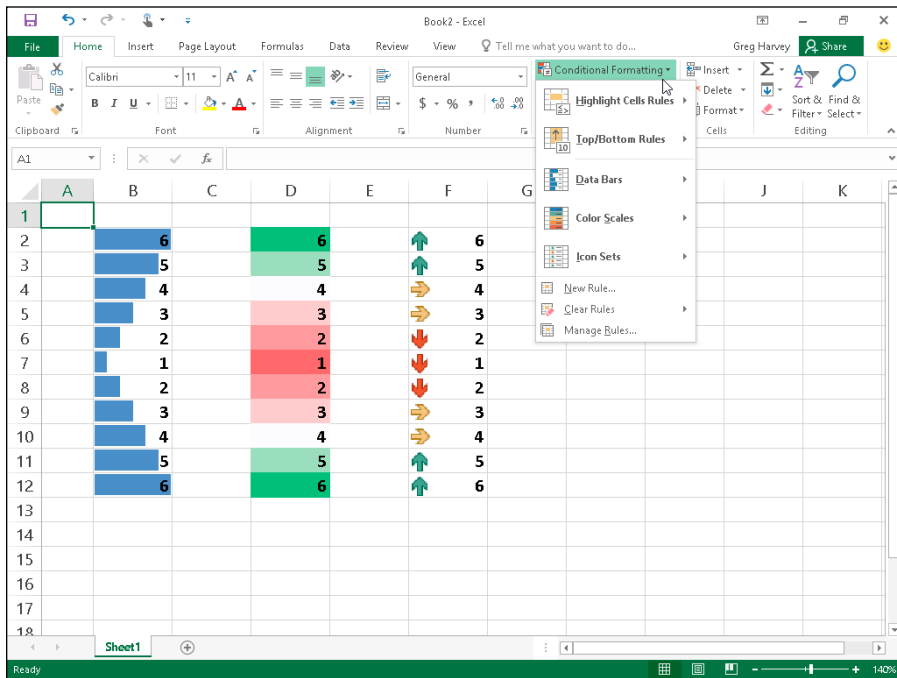 Book2 - Excel
File Home Insert Page Layout Formulas Data Review View Tell me what you want to do... Greg Harvey Share
Calibri 11 A A General Conditional Formatting Insert Σ A Z
Paste B I U A $ % , .0 .00 .00 .0 Delete Sort & Find &
Format Filter Select
Clipboard Font Alignment Number Cells Editing
Highlight Cells Rules
Top/Bottom Rules
Data Bars
Color Scales
Icon Sets
New Rule...
Clear Rules
Manage Rules...
A1 fx
A B C D E F G J K
1
2 6 6 6
3 5 5 5
4 4 4 4
5 3 3 3
6 2 2 2
7 1 1 1
8 2 2 2
9 3 3 3
10 4 4 4
11 5 5 5
12 6 6 6
13
14
15
16
17
18
Sheet1
Ready 140%